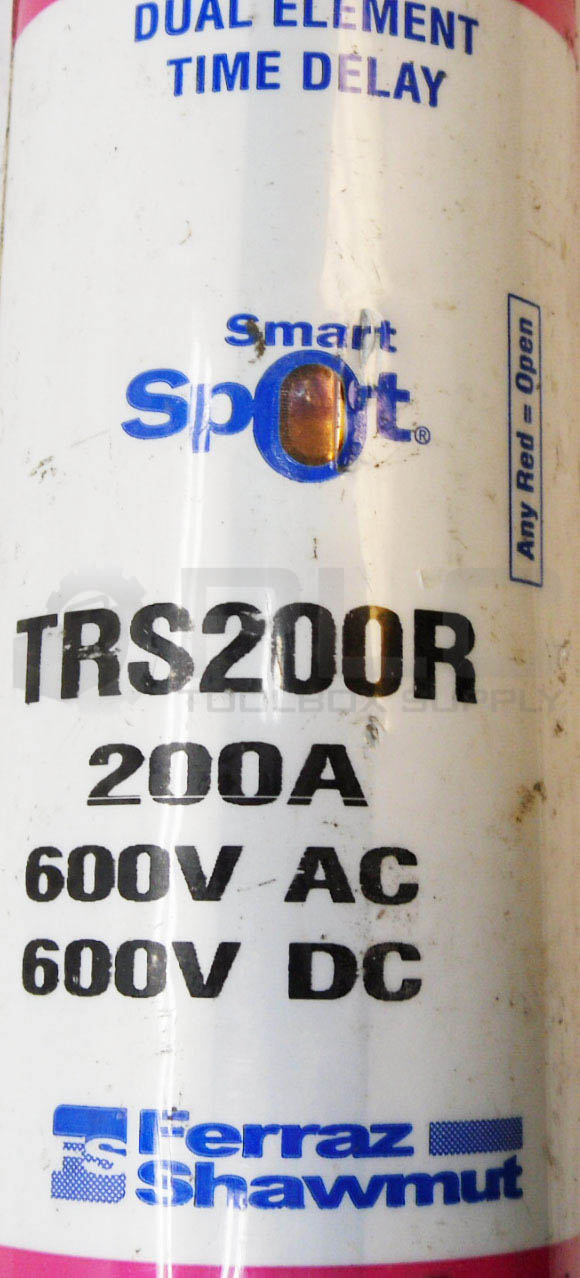 DUAL ELEMENT
TIME DELAY
Smart
Spot®
Any Red = Open
TRS200R
TOOLBOX SUPPLY
200A
600V AC
600V DC
FS Ferraz
Shawmut